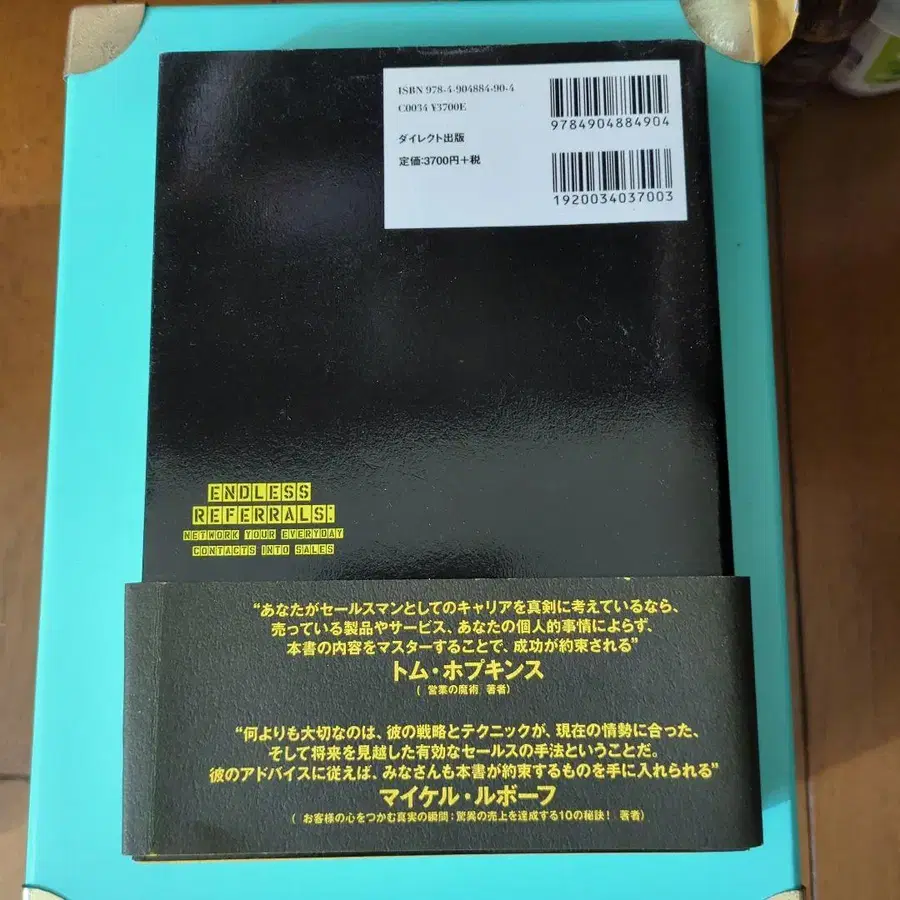 ISBN 978-4-904884-90-4
C0034 ¥3700E
ダイレクト出版
定価:3700円+税
9784904884904
1920034037003
ENDLESS
REFERRALS™
NETWORK YOUR EVERYDAY
CONTACTS INTO SALES
“あなたがセールスマンとしてのキャリアを真剣に考えているなら、
売っている製品やサービス、あなたの個人的事情によらず、
本書の内容をマスターすることで、成功が約束される”
トム・ホプキンス
( 営業の魔術 著者)
“何よりも大切なのは、彼の戦略とテクニックが、現在の情勢に合った、
そして将来を見越した有効なセールスの手法ということだ。
彼のアドバイスに従えば、みなさんも本書が約束するものを手に入れられる”
マイケル・ルボーフ
( お客様の心をつかむ真実の瞬間:驚異の売上を達成する10の秘訣! 著者)